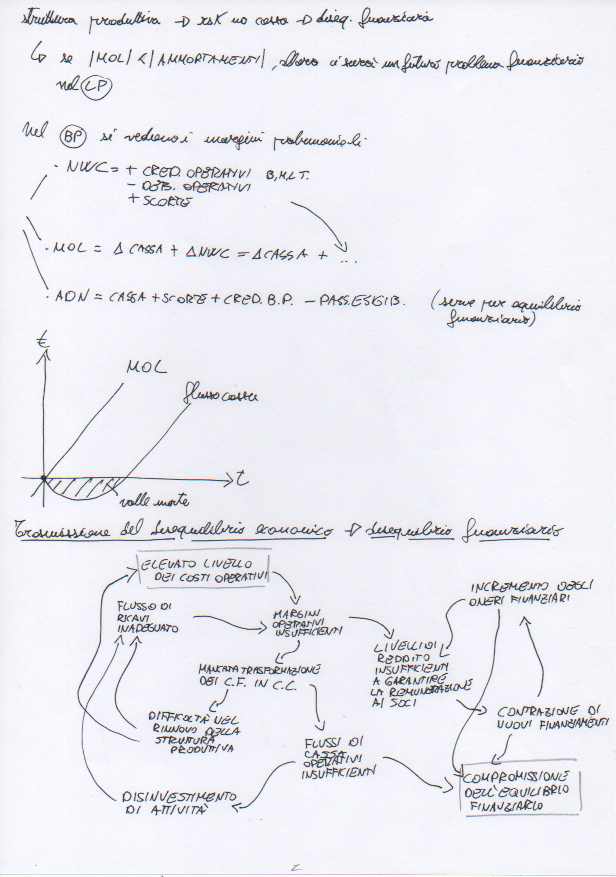 struttura produttiva → risk no cassa → diseq. finanziario
↳ se |MOL| < |AMMORTAMENTI|, allora ci sarà un futuro problema finanziario
nel LP
Nel BP si vedono i margini patrimoniali
· NWC = + CRED. OPERATIVI B, M, L T.
− DEB. OPERATIVI
+ SCORTE
· MOL = Δ CASSA + Δ NWC = Δ CASSA + ...
· ADN = CASSA + SCORTE + CRED. B.P. − PASS. ESIGIB. (serve per equilibrio
finanziario)
€
MOL
flusso cassa
t
valle morte
Trasmissione del disequilibrio economico → disequilibrio finanziario
ELEVATO LIVELLO
DEI COSTI OPERATIVI
INCREMENTO DEGLI
ONERI FINANZIARI
FLUSSO DI
RICAVI
INADEGUATO
MARGINI
OPERATIVI
INSUFFICIENTI
LIVELLI DI
REDDITO
INSUFFICIENTI
A GARANTIRE
LA REMUNERAZIONE
AI SOCI
MANCATA TRASFORMAZIONE
DEI C.F. IN C.C.
CONTRAZIONE DI
NUOVI FINANZIAMENTI
DIFFICOLTÀ NEL
RINNOVO DELLA
STRUTTURA
PRODUTTIVA
FLUSSI DI
CASSA
OPERATIVI
INSUFFICIENTI
COMPROMISSIONE
DELL'EQUILIBRIO
FINANZIARIO
DISINVESTIMENTO
DI ATTIVITÀ